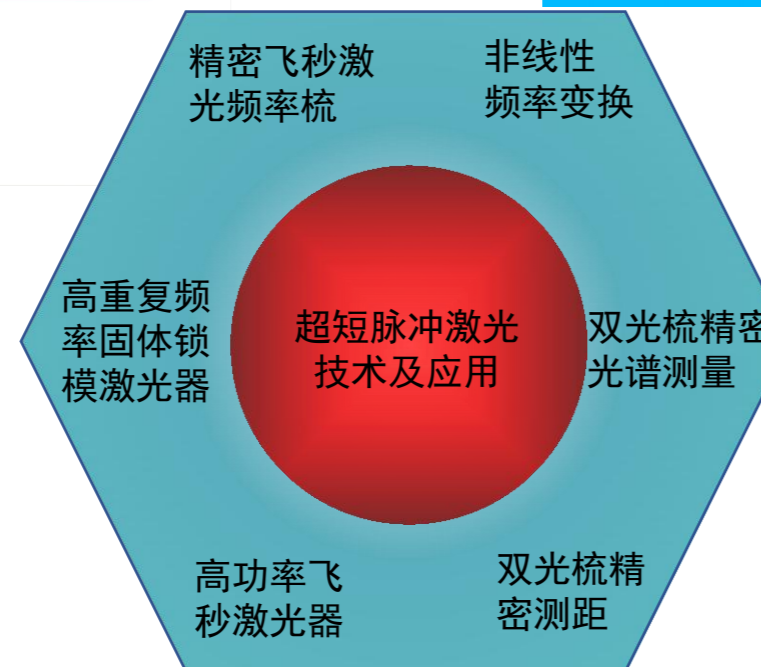 精密飞秒激
光频率梳
非线性
频率变换
高重复频
率固体锁
模激光器
超短脉冲激光
技术及应用
双光梳精密
光谱测量
高功率飞
秒激光器
双光梳精
密测距